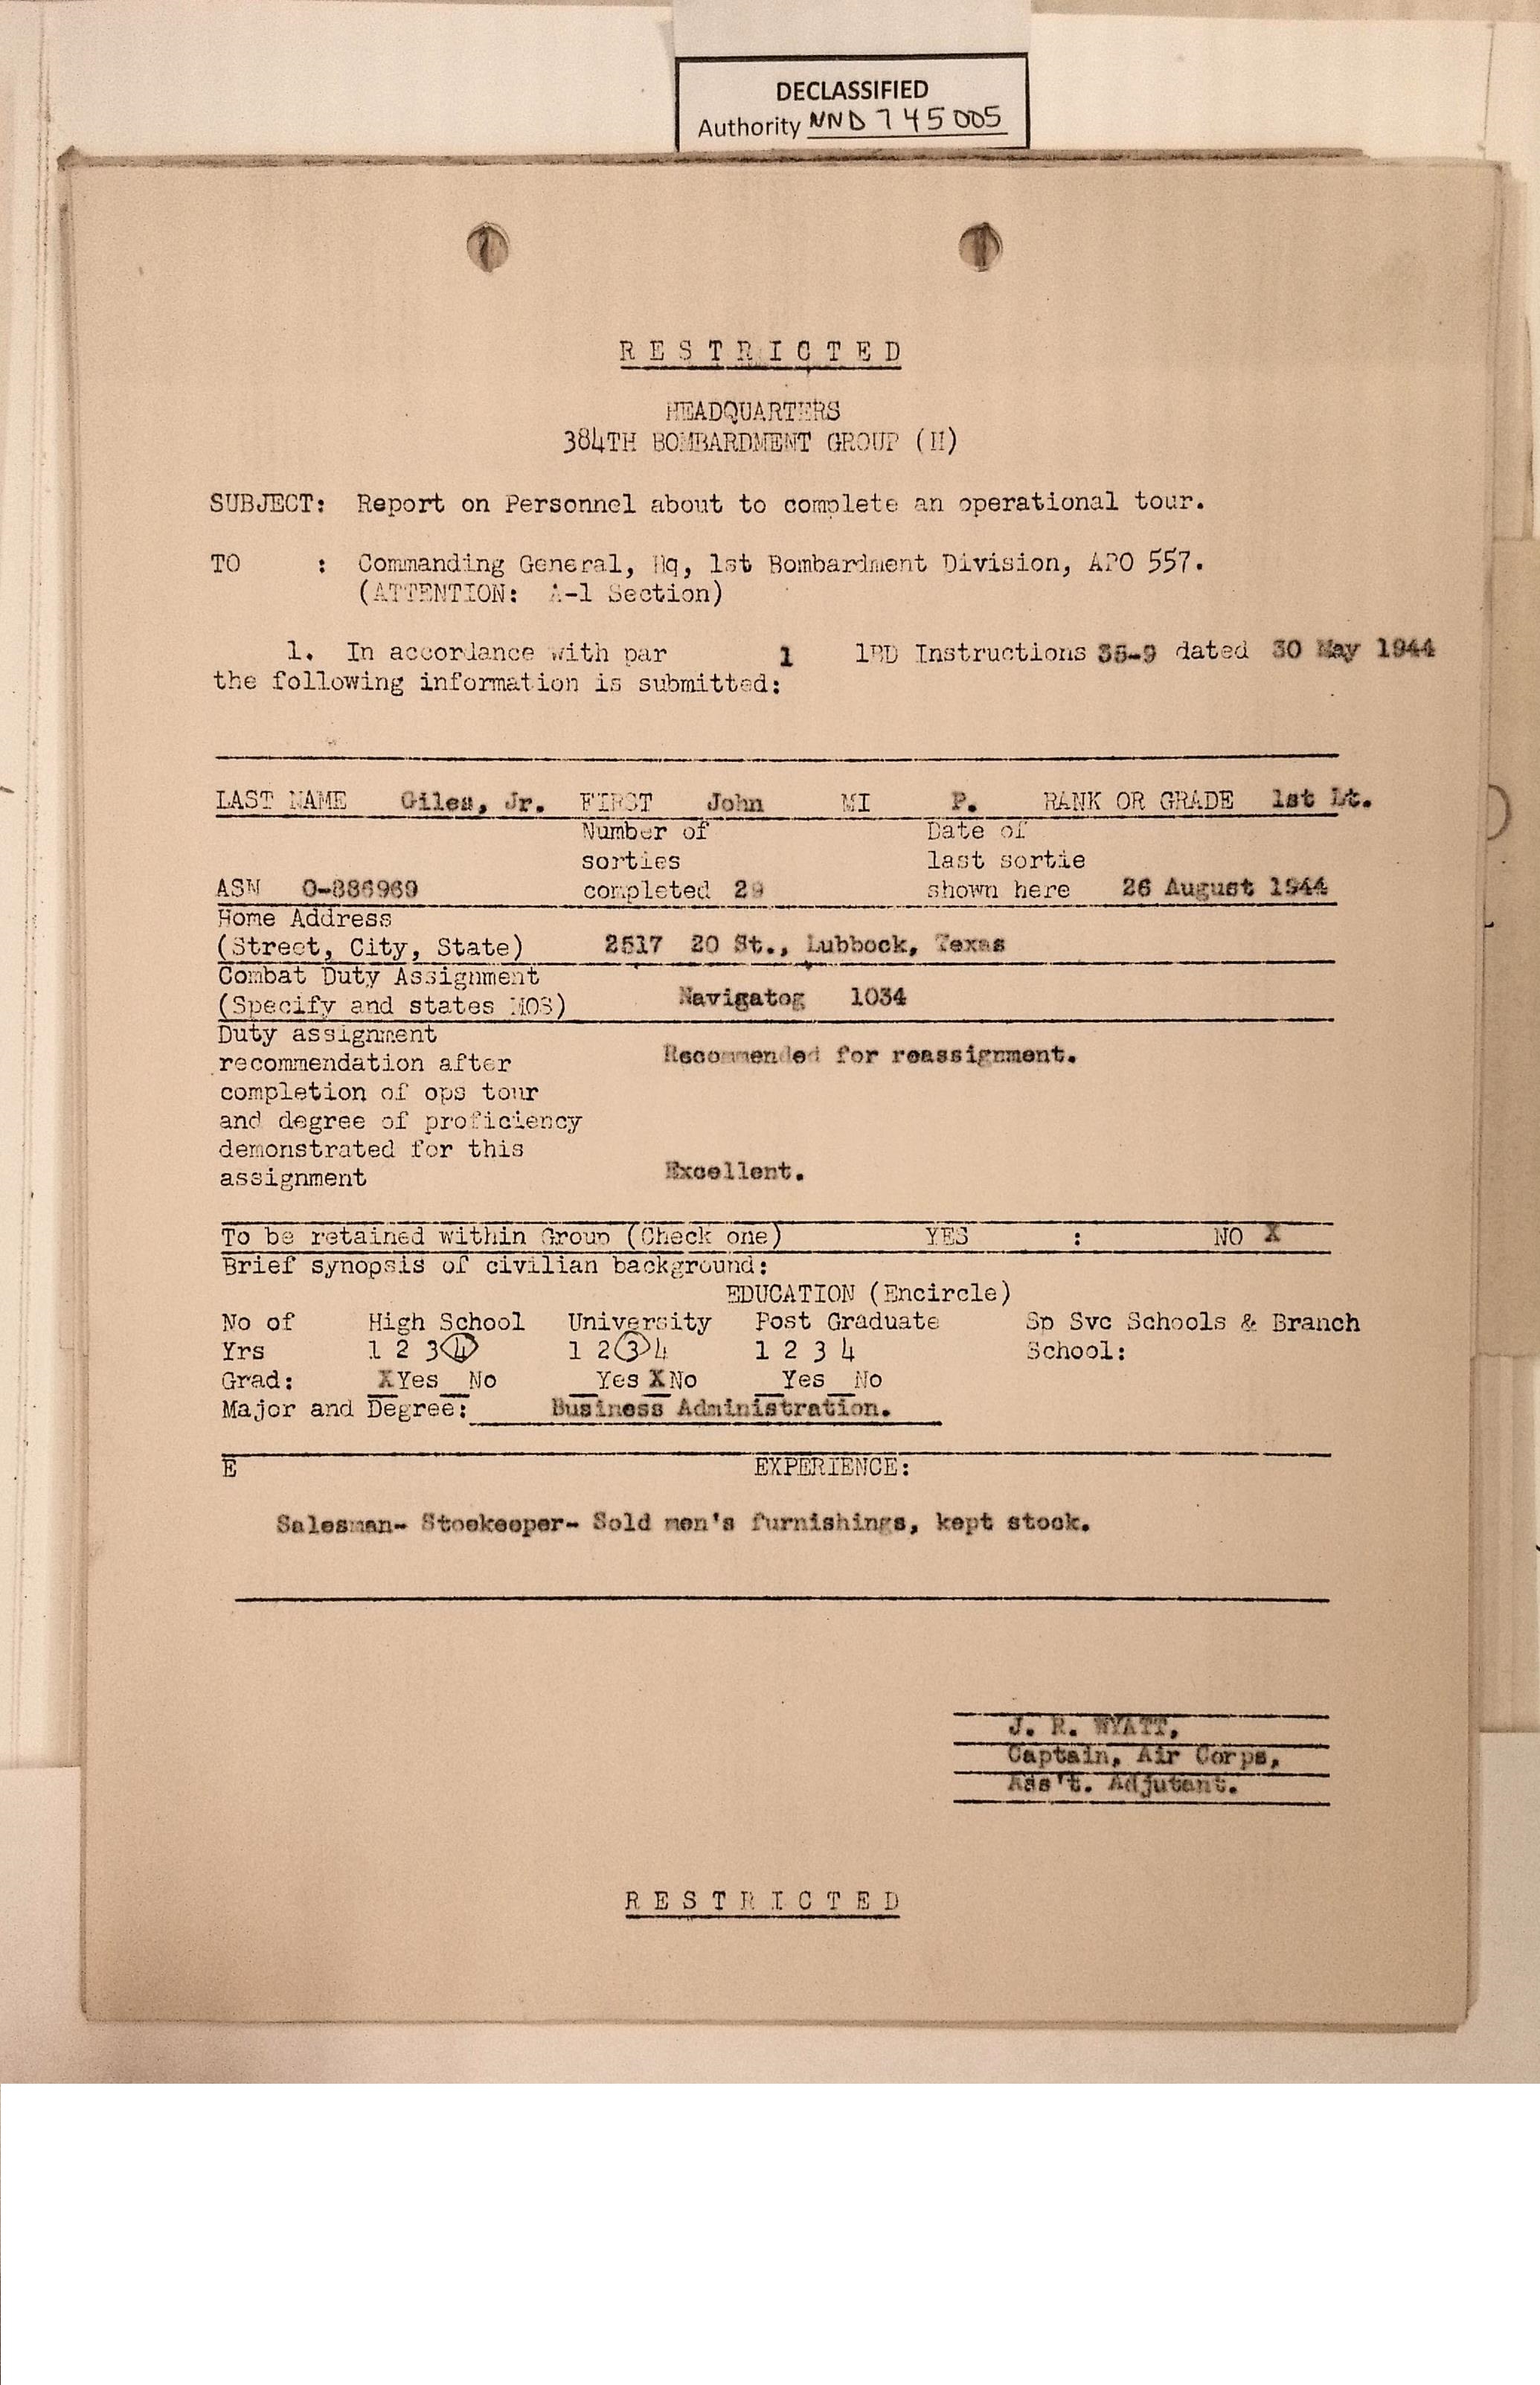 DECLASSIFIED
Authority NND 745005
RESTRICTED
HEADQUARTERS
384TH BOMBARDMENT GROUP (H)
SUBJECT: Report on Personnel about to complete an operational tour.
TO : Commanding General, Hq, 1st Bombardment Division, APO 557.
(ATTENTION: A-1 Section)
1. In accordance with par 1 1BD Instructions 35-9 dated 30 May 1944
the following information is submitted:
LAST NAME Giles, Jr. FIRST John MI P. RANK OR GRADE 1st Lt.
Number of Date of
sorties last sortie
ASN completed 29 shown here 26 August 1944
Home Address
(Street, City, State) 2517 20 St., Lubbock, Texas
Combat Duty Assignment
(Specify and states MOS) Navigator 1034
Duty assignment
recommendation after Recommended for reassignment.
completion of ops tour
and degree of proficiency
demonstrated for this
assignment Excellent.
To be retained within Group (Check one) YES : NO X
Brief synopsis of civilian background:
EDUCATION (Encircle)
No of High School University Post Graduate Sp Svc Schools & Branch
Yrs 1 2 3 4 1 2 3 4 1 2 3 4 School:
Grad: X Yes No Yes X No Yes No
Major and Degree: Business Administration.
E EXPERIENCE:
Salesman- Stockkeeper- Sold men's furnishings, kept stock.
J. R. WYATT,
Captain, Air Corps,
Ass't. Adjutant.
RESTRICTED